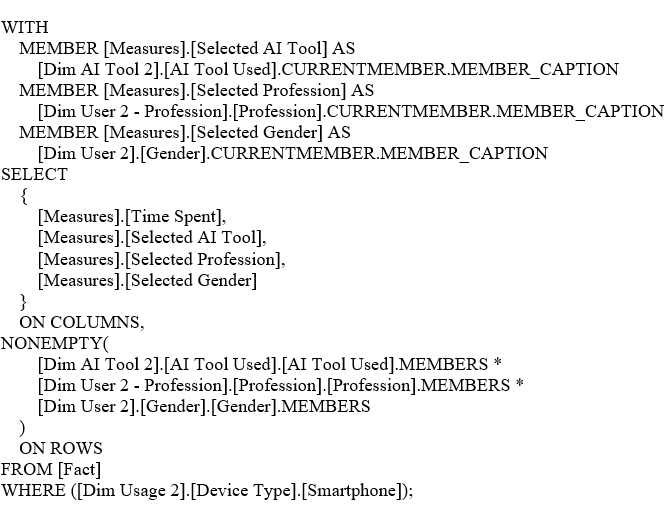 WITH
MEMBER [Measures].[Selected AI Tool] AS
[Dim AI Tool 2].[AI Tool Used].CURRENTMEMBER.MEMBER_CAPTION
MEMBER [Measures].[Selected Profession] AS
[Dim User 2 - Profession].[Profession].CURRENTMEMBER.MEMBER_CAPTION
MEMBER [Measures].[Selected Gender] AS
[Dim User 2].[Gender].CURRENTMEMBER.MEMBER_CAPTION
SELECT
{
[Measures].[Time Spent],
[Measures].[Selected AI Tool],
[Measures].[Selected Profession],
[Measures].[Selected Gender]
}
ON COLUMNS,
NONEMPTY(
[Dim AI Tool 2].[AI Tool Used].[AI Tool Used].MEMBERS *
[Dim User 2 - Profession].[Profession].[Profession].MEMBERS *
[Dim User 2].[Gender].[Gender].MEMBERS
)
ON ROWS
FROM [Fact]
WHERE ([Dim Usage 2].[Device Type].[Smartphone]);